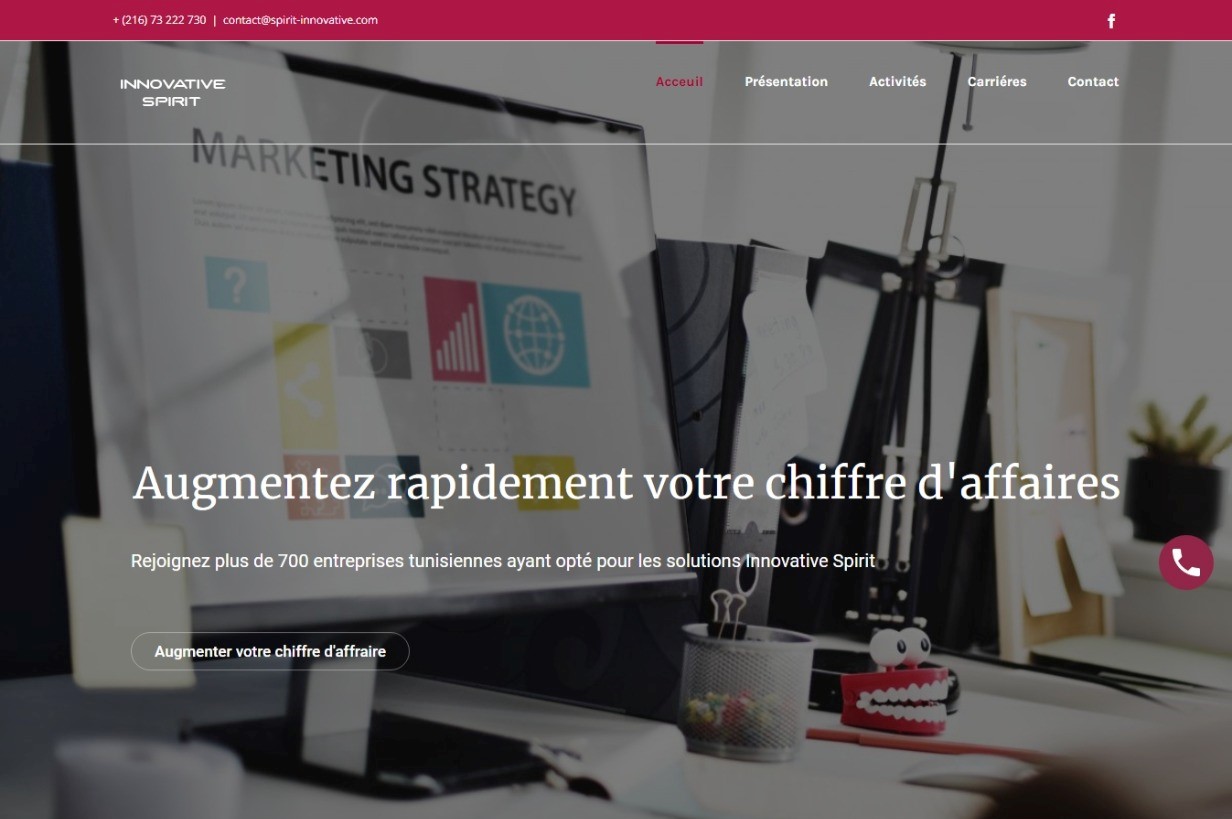 + (216) 73 222 730 | contact@spirit-innovative.com
INNOVATIVE
SPIRIT
Acceuil
Présentation
Activités
Carriéres
Contact
MARKETING STRATEGY
Augmentez rapidement votre chiffre d'affaires
Rejoignez plus de 700 entreprises tunisiennes ayant opté pour les solutions Innovative Spirit
Augmenter votre chiffre d'affraire